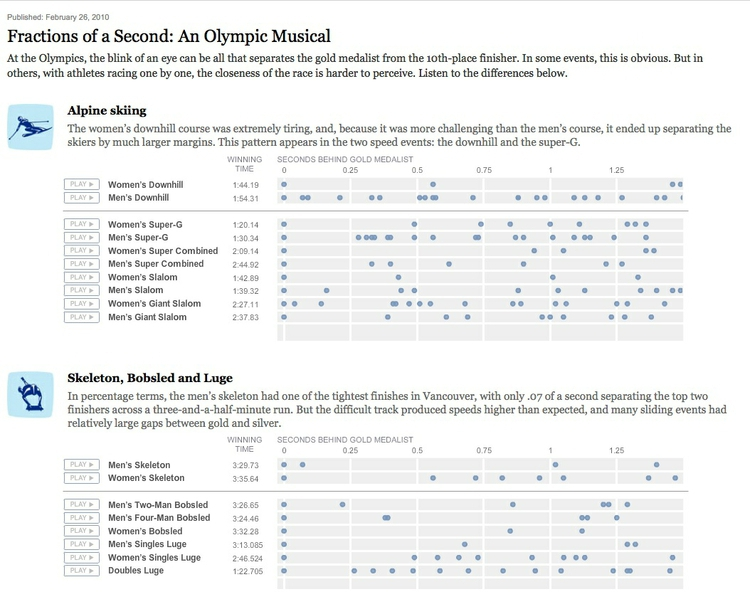 Published: February 26, 2010
Fractions of a Second: An Olympic Musical
At the Olympics, the blink of an eye can be all that separates the gold medalist from the 10th-place finisher. In some events, this is obvious. But in
others, with athletes racing one by one, the closeness of the race is harder to perceive. Listen to the differences below.
Alpine skiing
The women's downhill course was extremely tiring, and, because it was more challenging than the men's course, it ended up separating the
skiers by much larger margins. This pattern appears in the two speed events: the downhill and the super-G.
WINNING TIME SECONDS BEHIND GOLD MEDALIST
0 0.25 0.5 0.75 1 1.25
PLAY Women's Downhill 1:44.19
PLAY Men's Downhill 1:54.31
PLAY Women's Super-G 1:20.14
PLAY Men's Super-G 1:30.34
PLAY Women's Super Combined 2:09.14
PLAY Men's Super Combined 2:44.92
PLAY Women's Slalom 1:42.89
PLAY Men's Slalom 1:39.32
PLAY Women's Giant Slalom 2:27.11
PLAY Men's Giant Slalom 2:37.83
Skeleton, Bobsled and Luge
In percentage terms, the men's skeleton had one of the tightest finishes in Vancouver, with only .07 of a second separating the top two
finishers across a three-and-a-half-minute run. But the difficult track produced speeds higher than expected, and many sliding events had
relatively large gaps between gold and silver.
WINNING TIME SECONDS BEHIND GOLD MEDALIST
0 0.25 0.5 0.75 1 1.25
PLAY Men's Skeleton 3:29.73
PLAY Women's Skeleton 3:35.64
PLAY Men's Two-Man Bobsled 3:26.65
PLAY Men's Four-Man Bobsled 3:24.46
PLAY Women's Bobsled 3:32.28
PLAY Men's Singles Luge 3:13.085
PLAY Women's Singles Luge 2:46.524
PLAY Doubles Luge 1:22.705